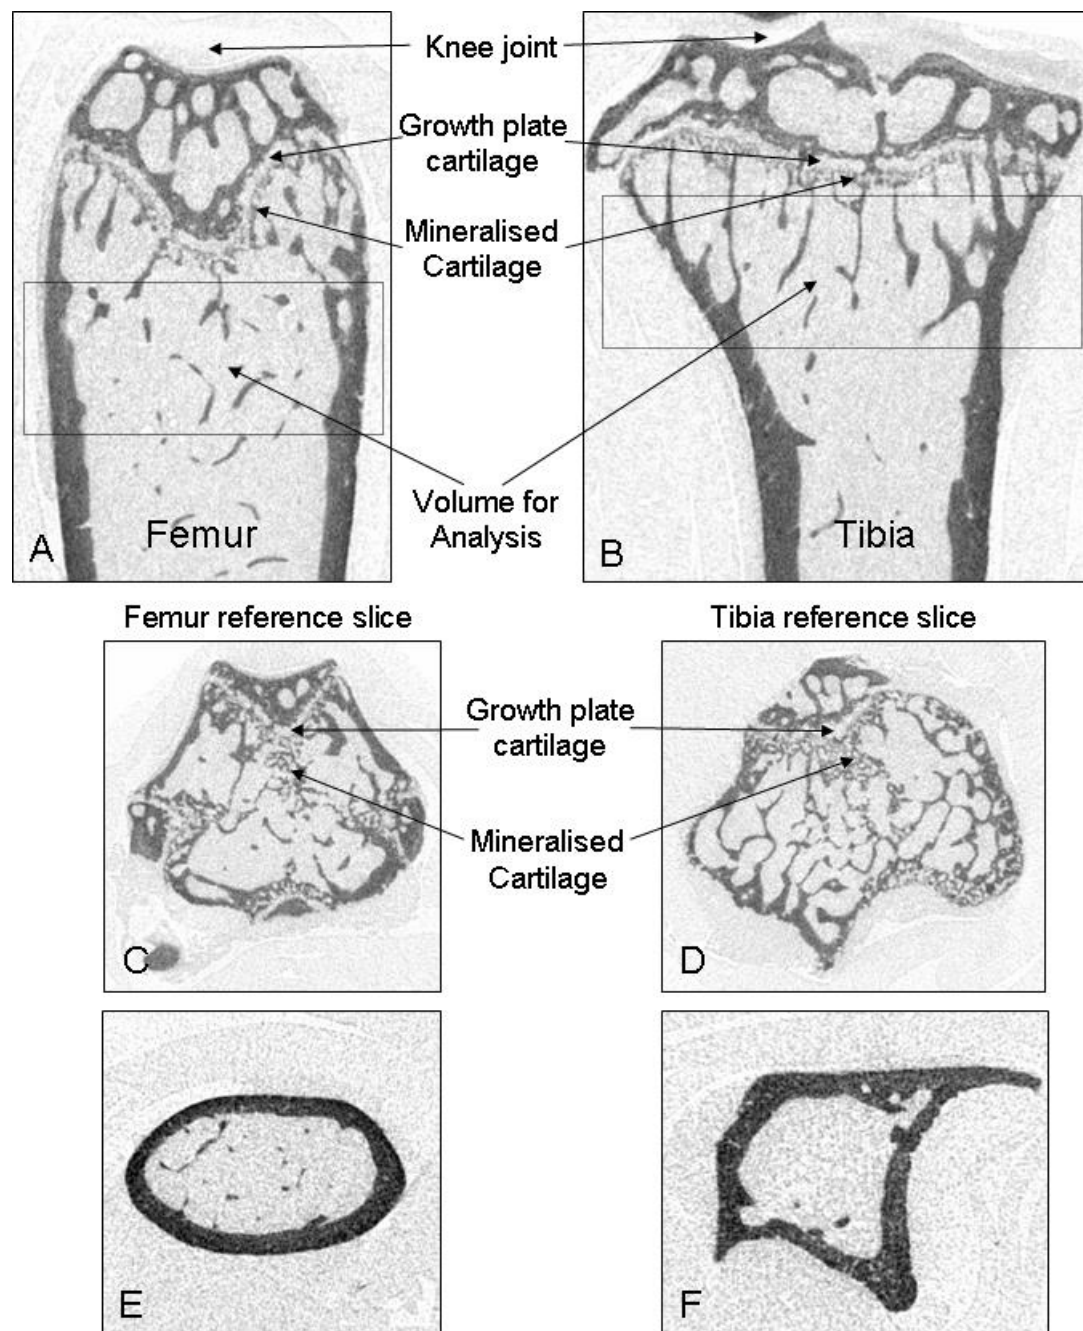 Knee joint
Growth plate
cartilage
Mineralised
Cartilage
Volume for
Analysis
A
Femur
B
Tibia
Femur reference slice
Tibia reference slice
Growth plate
cartilage
Mineralised
Cartilage
C
D
E
F